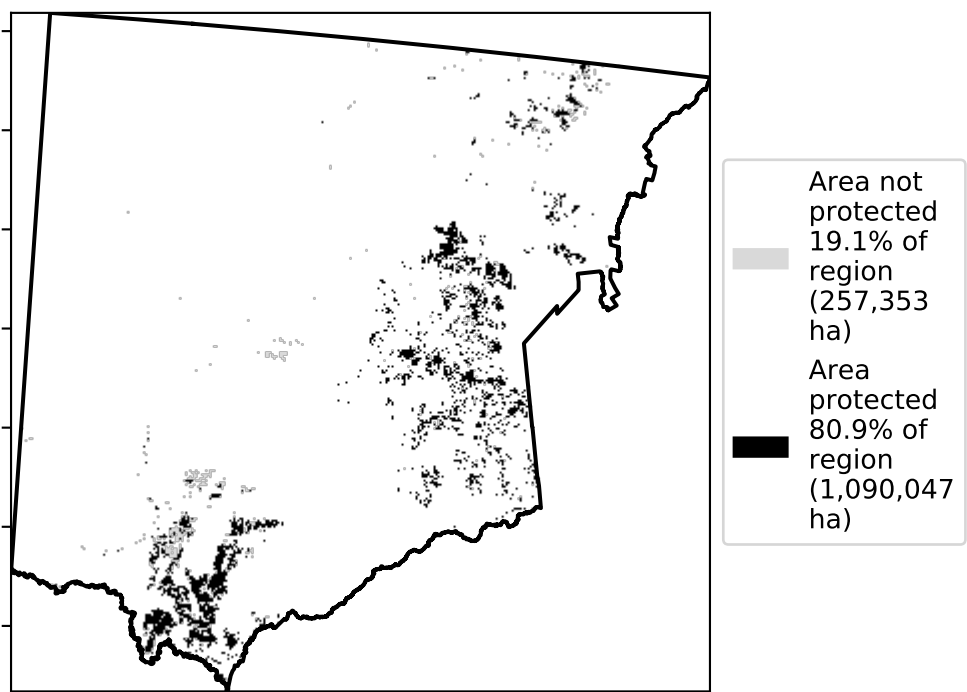 Area not
protected
19.1% of
region
(257,353
ha)
Area
protected
80.9% of
region
(1,090,047
ha)